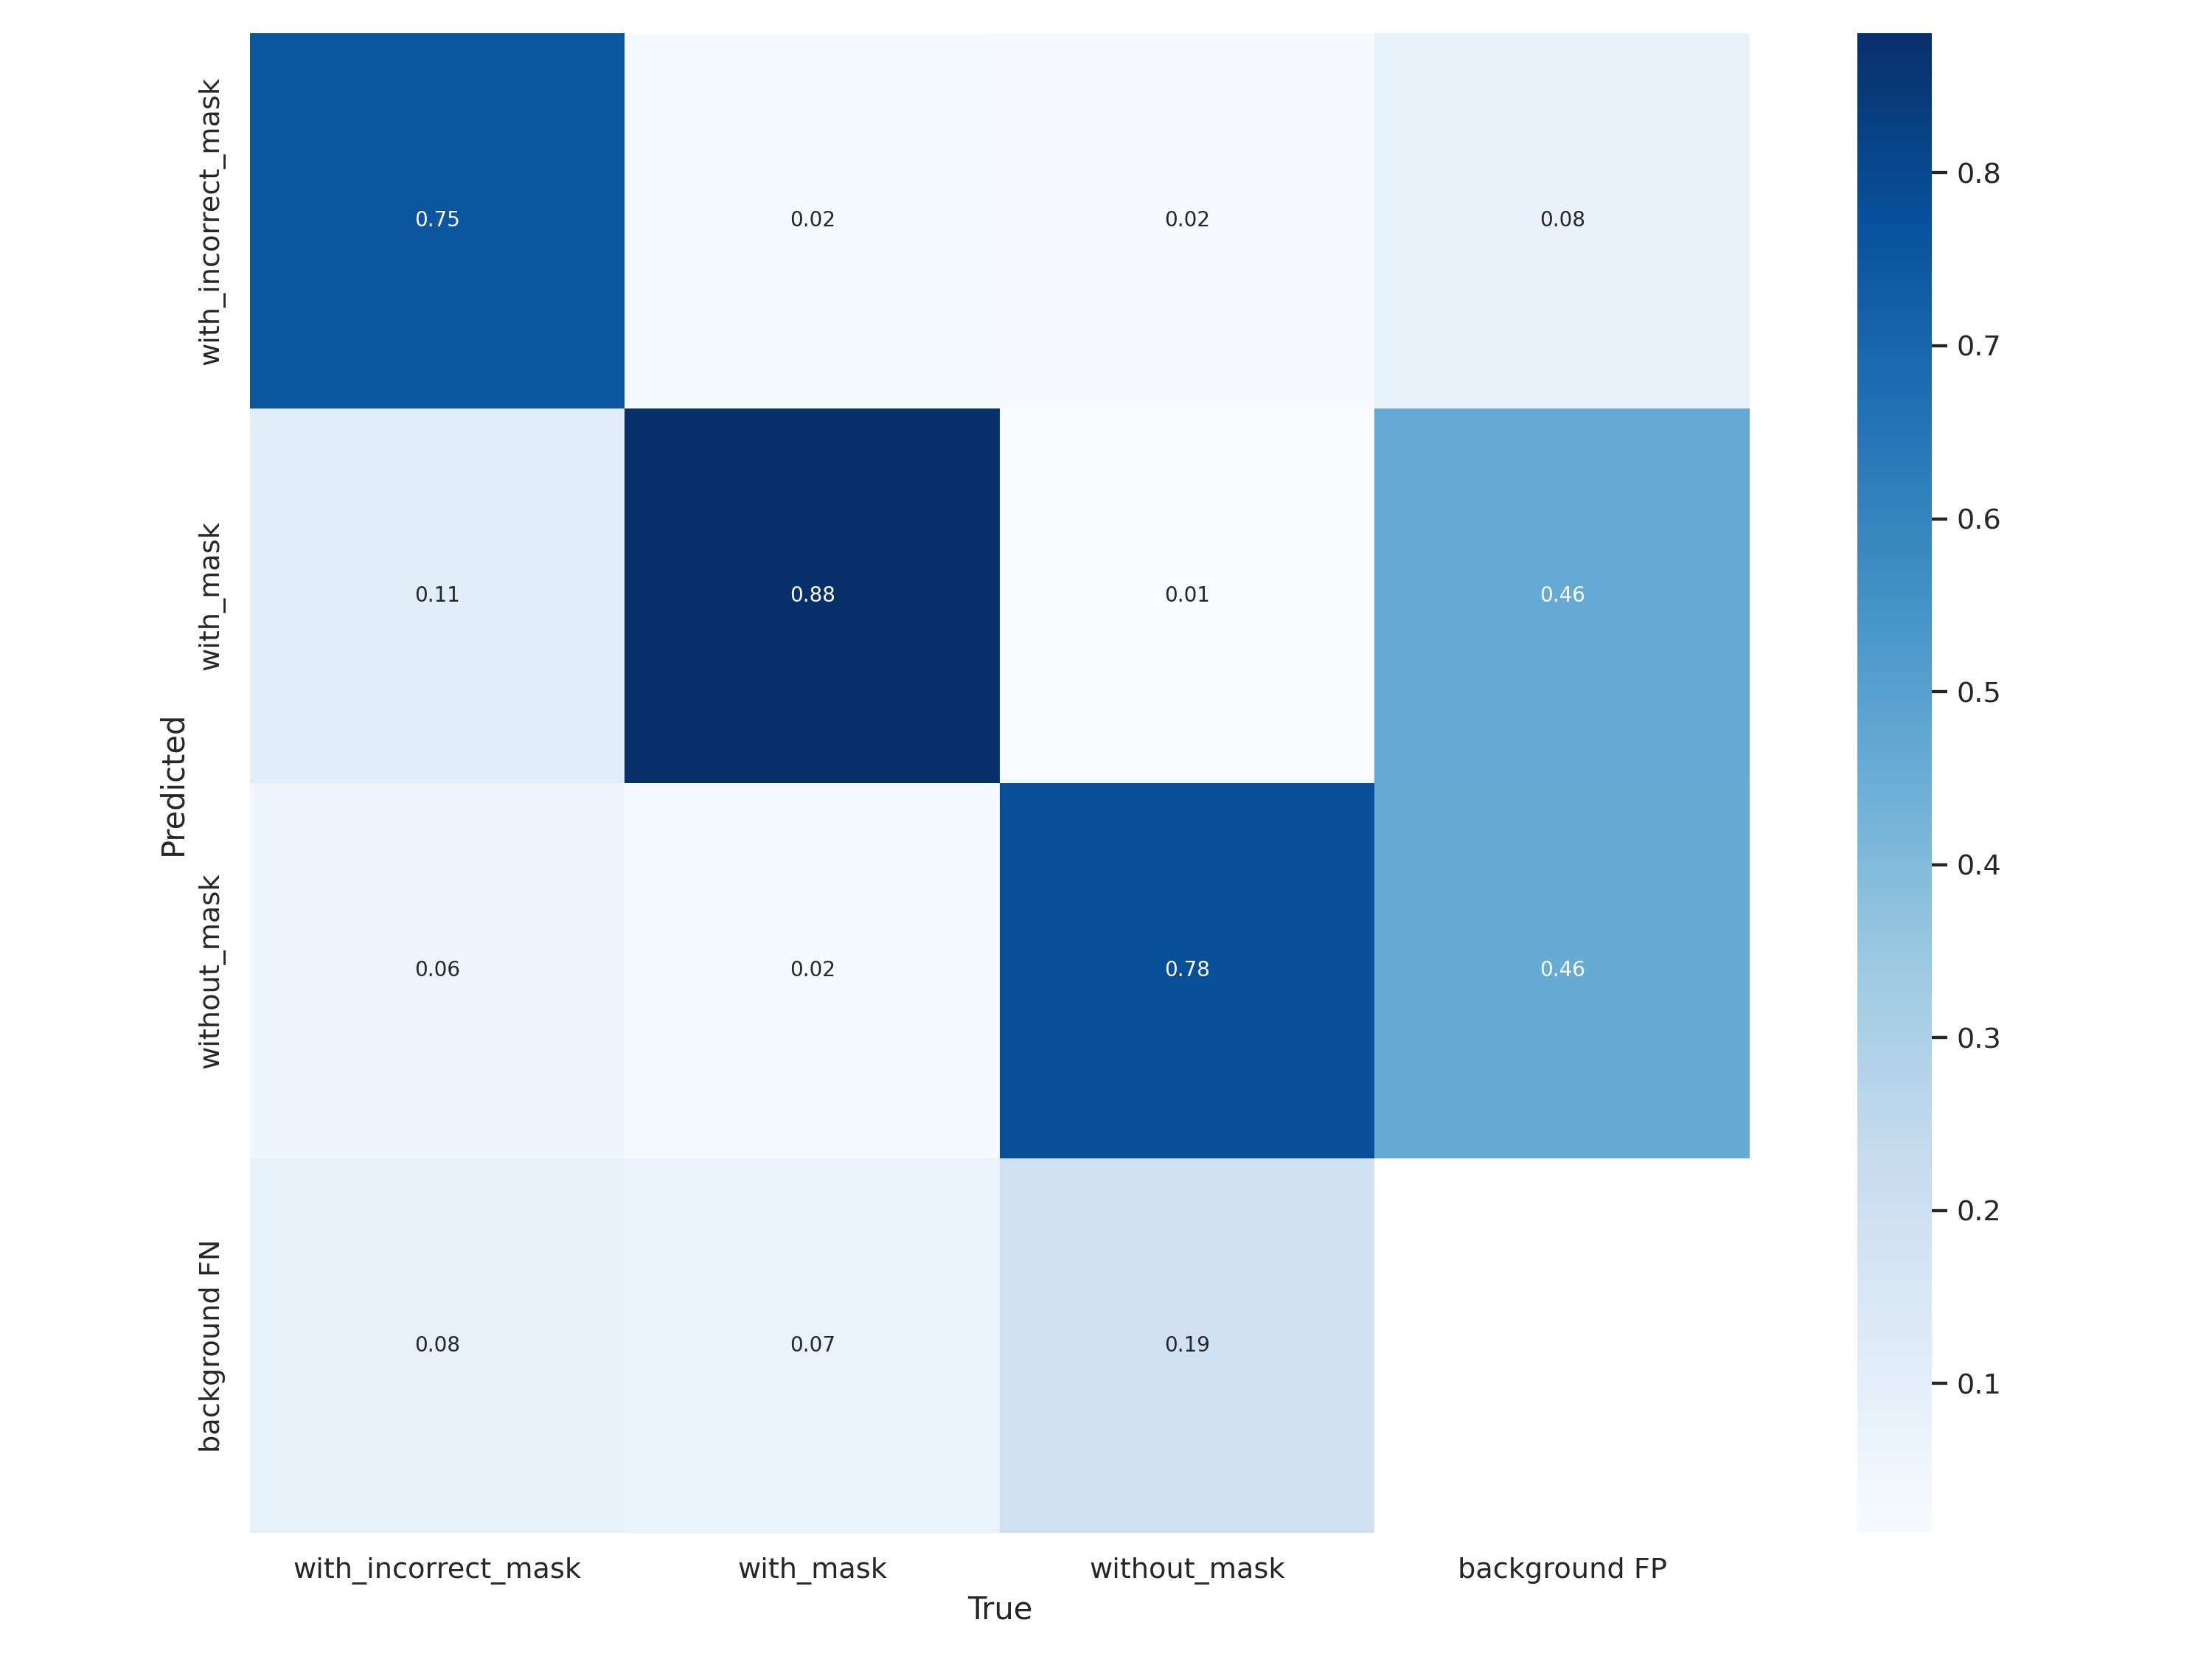 with_incorrect_mask
0.75 0.02 0.02 0.08
with_mask
0.11 0.88 0.01 0.46
without_mask
0.06 0.02 0.78 0.46
background FN
0.08 0.07 0.19
Predicted
with_incorrect_mask with_mask without_mask background FP
True
0.8
0.7
0.6
0.5
0.4
0.3
0.2
0.1